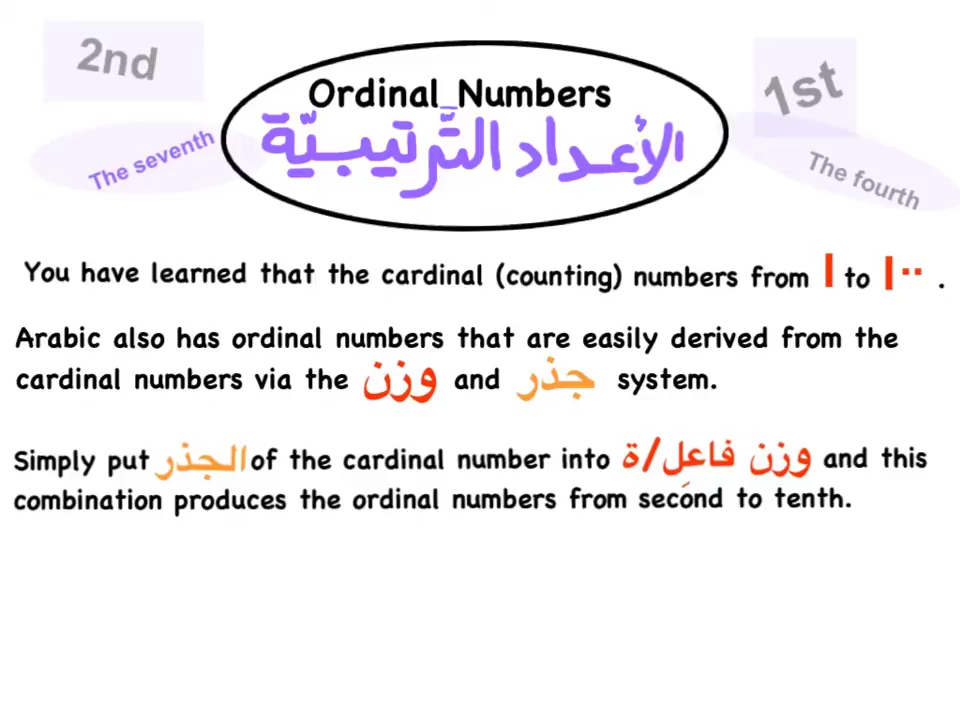 2nd
1st
Ordinal Numbers
الأعداد التَّرتيبيّة
The seventh
The fourth
You have learned that the cardinal (counting) numbers from ١ to ١٠٠ .
Arabic also has ordinal numbers that are easily derived from the
cardinal numbers via the وزن and جذر system.
Simply put الجذر of the cardinal number into وزن فاعِل/ة and this
combination produces the ordinal numbers from second to tenth.